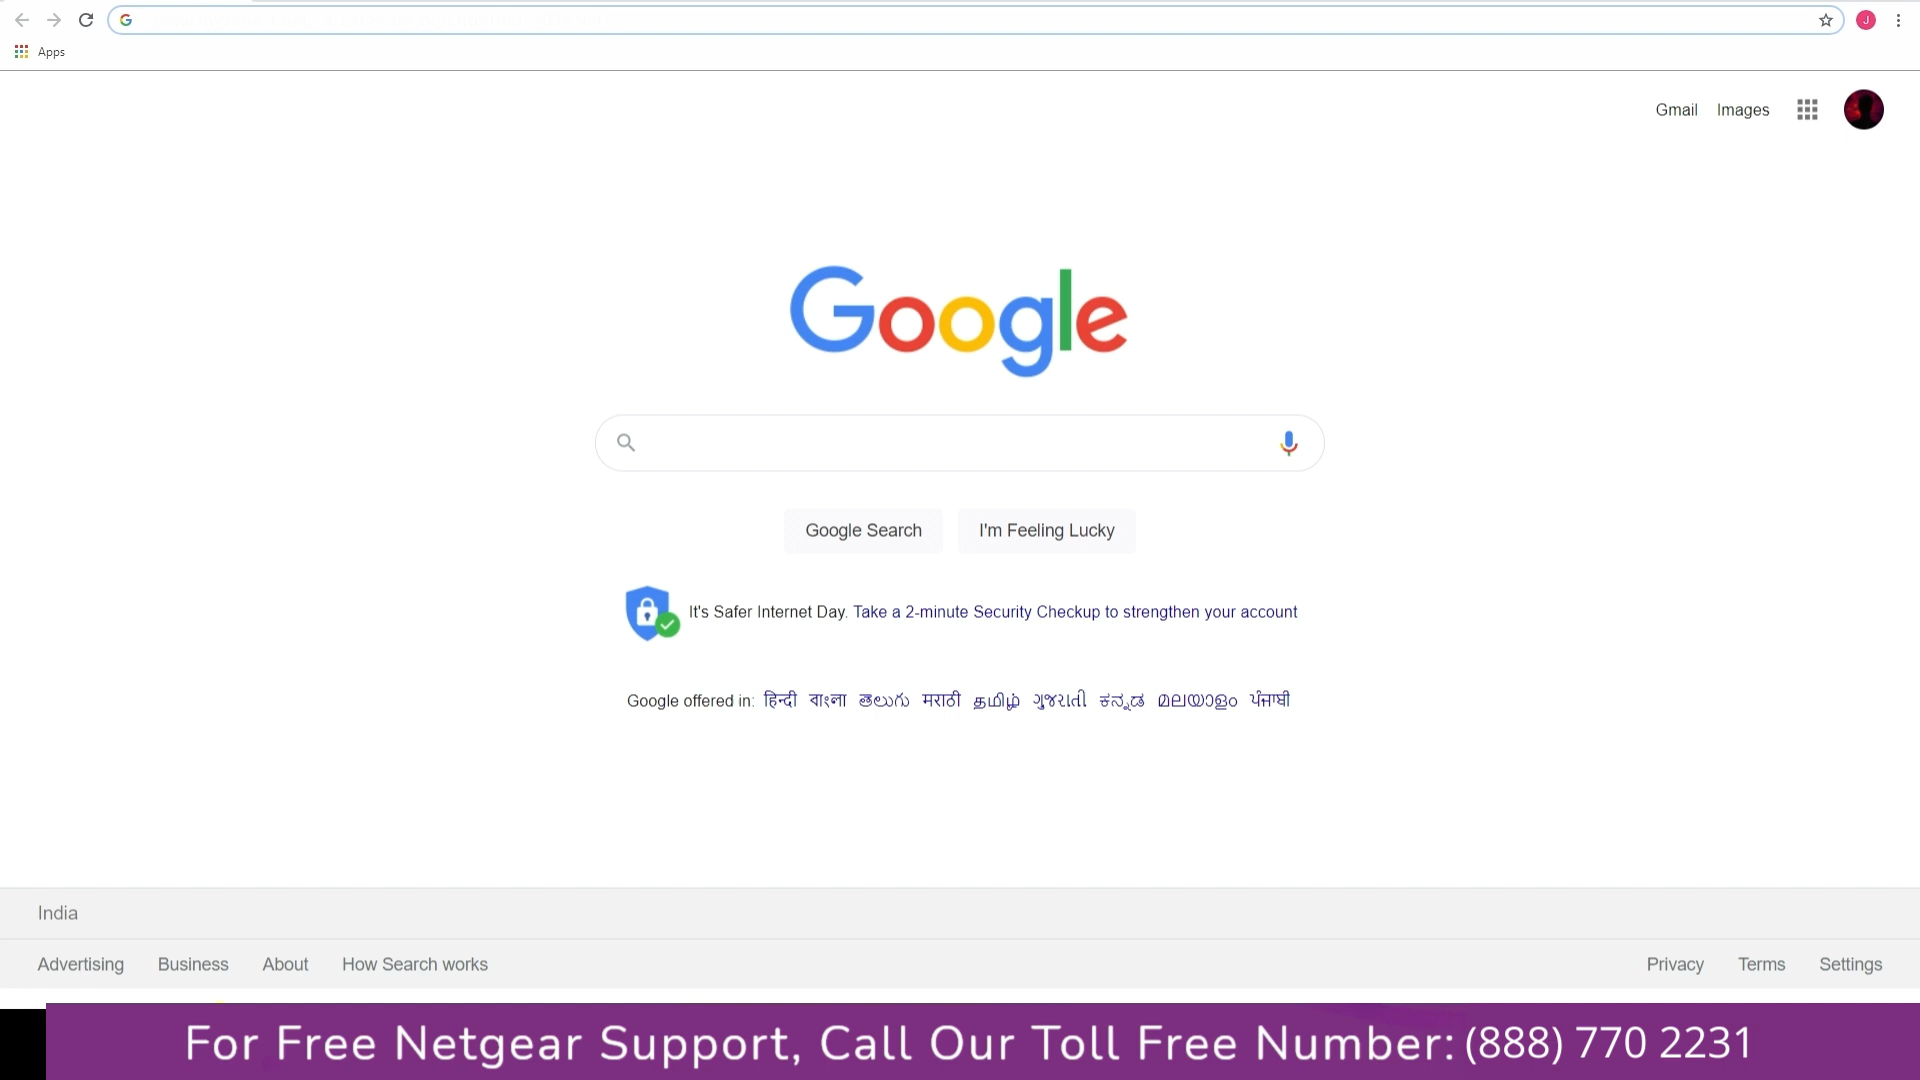 Apps
Gmail Images
Google
Google Search I'm Feeling Lucky
It's Safer Internet Day. Take a 2-minute Security Checkup to strengthen your account
Google offered in: हिन्दी বাংলা తెలుగు मराठी தமிழ் ગુજરાતી ಕನ್ನಡ മലയാളം ਪੰਜਾਬੀ
India
Advertising Business About How Search works Privacy Terms Settings
For Free Netgear Support, Call Our Toll Free Number: (888) 770 2231